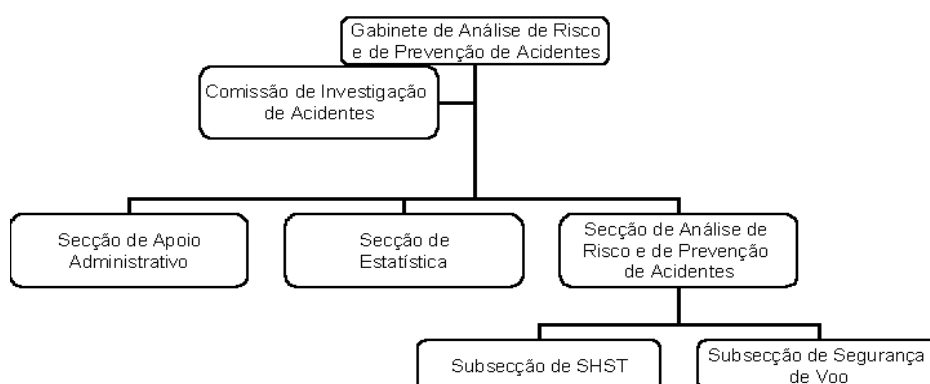 Gabinete de Análise de Risco
e de Prevenção de Acidentes
Comissão de Investigação
de Acidentes
Secção de Apoio
Administrativo
Secção de
Estatística
Secção de Análise de
Risco e de Prevenção
de Acidentes
Subsecção de SHST
Subsecção de Segurança
de Voo